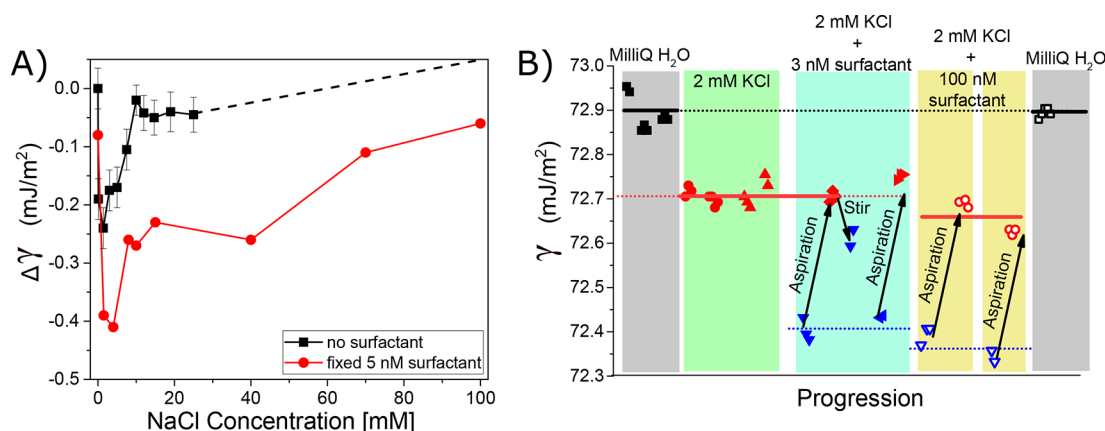 A)
0.0
-0.1
-0.2
-0.3
-0.4
-0.5
Δγ (mJ/m²)
0 20 40 60 80 100
NaCl Concentration [mM]
no surfactant
fixed 5 nM surfactant
B)
MilliQ H₂O
2 mM KCl
2 mM KCl
+
3 nM surfactant
2 mM KCl
+
100 nM
surfactant
MilliQ H₂O
73.0
72.9
72.8
72.7
72.6
72.5
72.4
72.3
γ (mJ/m²)
Aspiration
Stir
Aspiration
Aspiration
Aspiration
Progression